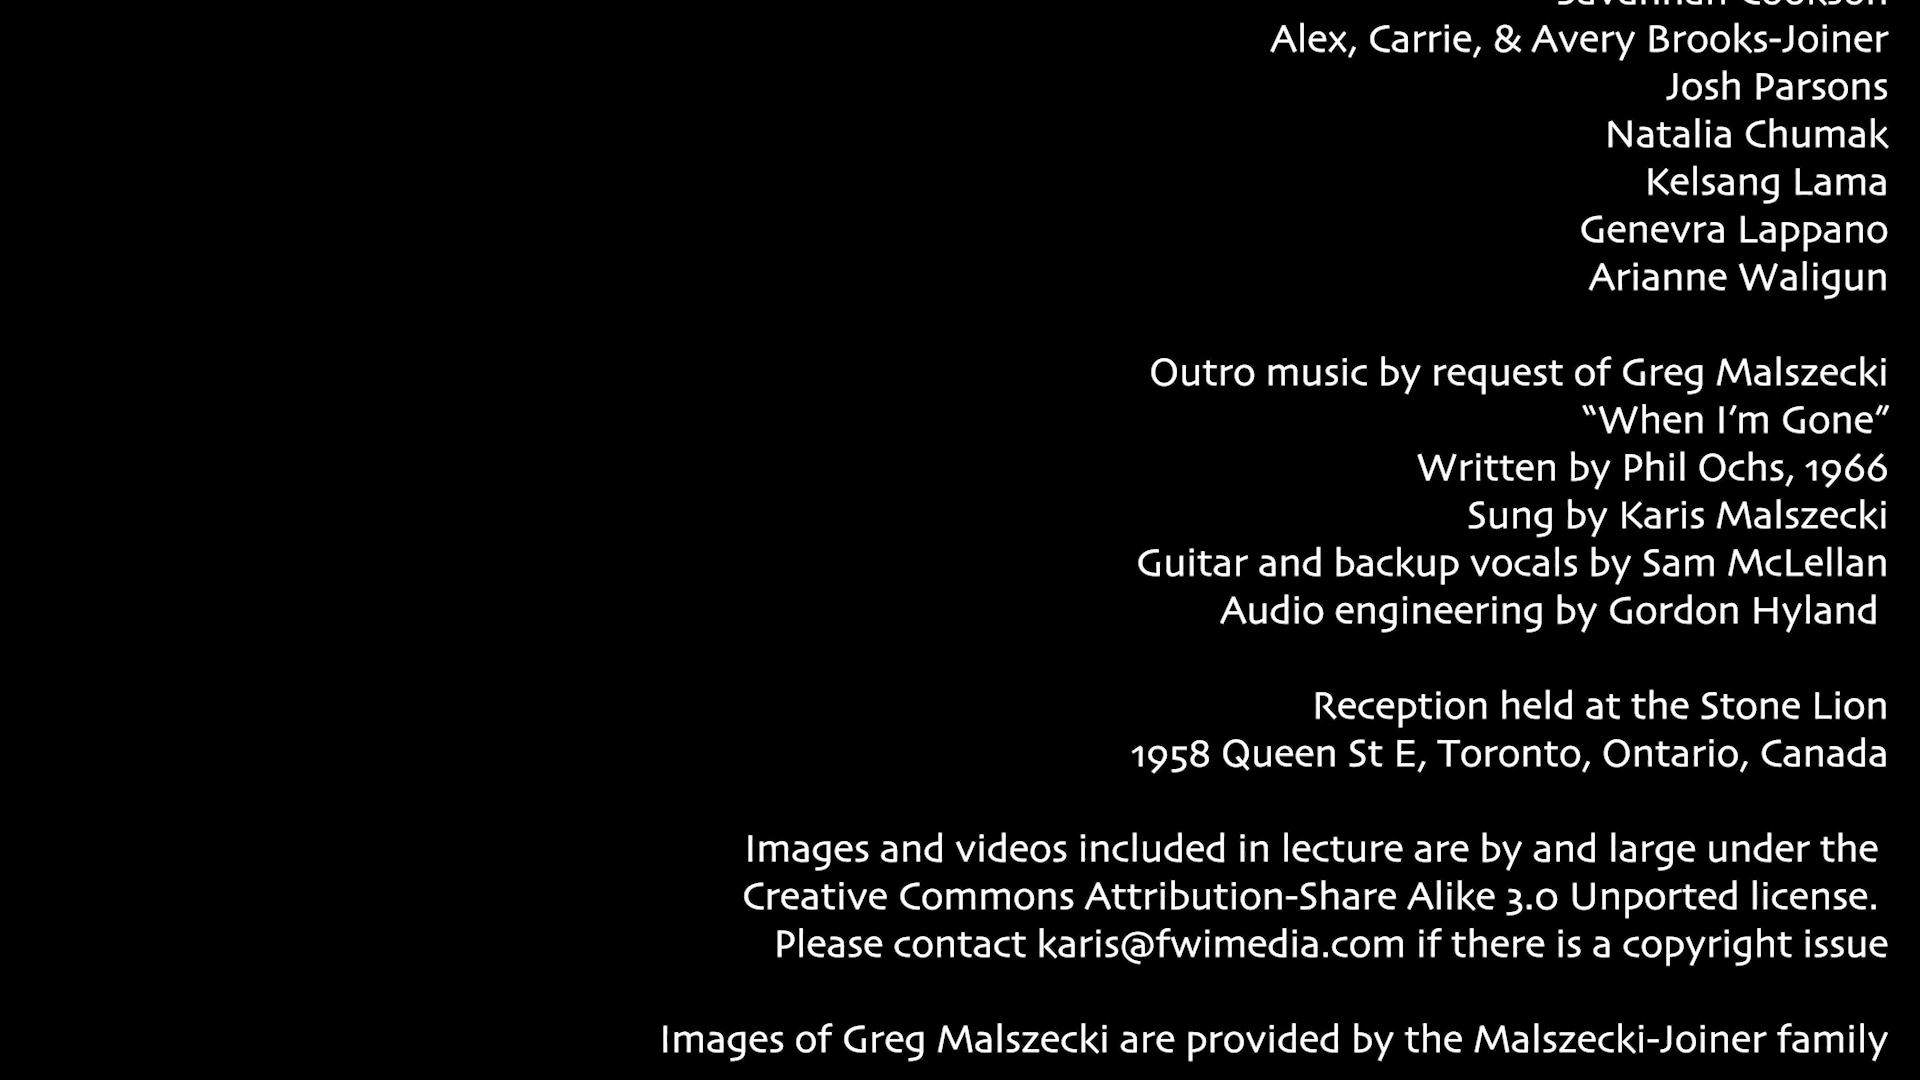 Savannah Cookson
Alex, Carrie, & Avery Brooks-Joiner
Josh Parsons
Natalia Chumak
Kelsang Lama
Genevra Lappano
Arianne Waligun
Outro music by request of Greg Malszecki
“When I’m Gone”
Written by Phil Ochs, 1966
Sung by Karis Malszecki
Guitar and backup vocals by Sam McLellan
Audio engineering by Gordon Hyland
Reception held at the Stone Lion
1958 Queen St E, Toronto, Ontario, Canada
Images and videos included in lecture are by and large under the
Creative Commons Attribution-Share Alike 3.0 Unported license.
Please contact karis@fwimedia.com if there is a copyright issue
Images of Greg Malszecki are provided by the Malszecki-Joiner family